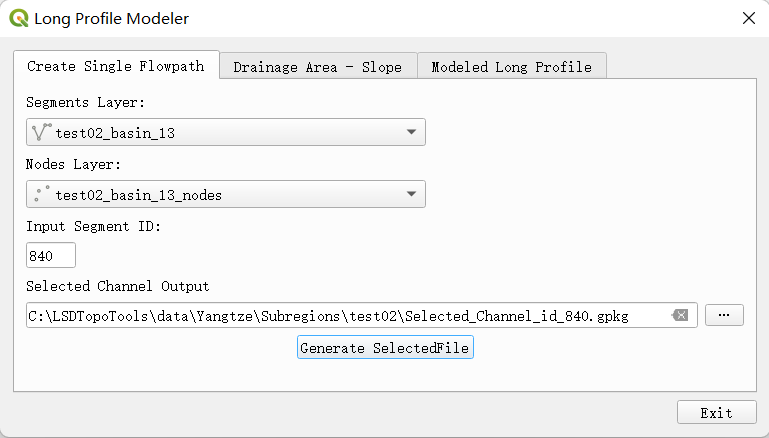 Long Profile Modeler
Create Single Flowpath
Drainage Area - Slope
Modeled Long Profile
Segments Layer:
test02_basin_13
Nodes Layer:
test02_basin_13_nodes
Input Segment ID:
840
Selected Channel Output
C:\LSDTopoTools\data\Yangtze\Subregions\test02\Selected_Channel_id_840.gpkg
...
Generate SelectedFile
Exit